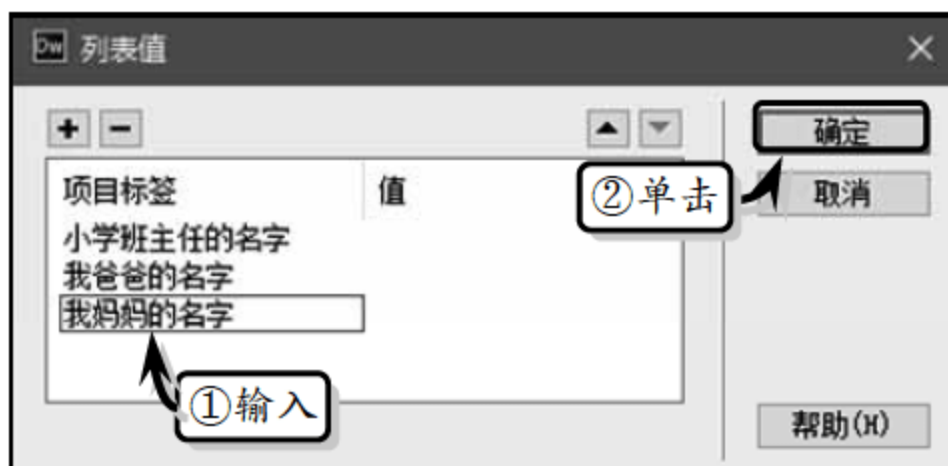 Dw 列表值
确定
取消
项目标签 值
②单击
小学班主任的名字
我爸爸的名字
我妈妈的名字
①输入
帮助(H)